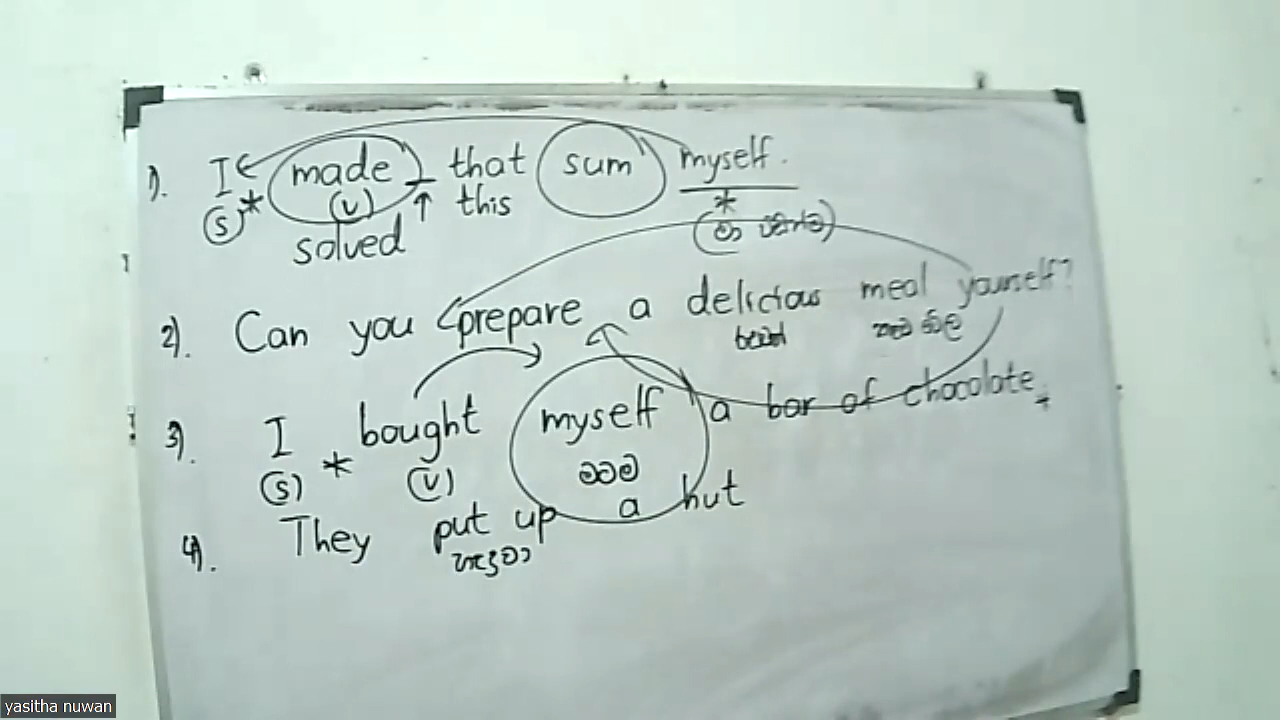 1). I made that sum myself.
(S) * (V) ↑ this *
solved (මා විසින්ම)
2). Can you prepare a delicious meal yourself?
කෑම වේල
3). I bought myself a bar of chocolate.
(S) * (V) මටම
4). They put up a hut
හැදුවා
yasitha nuwan